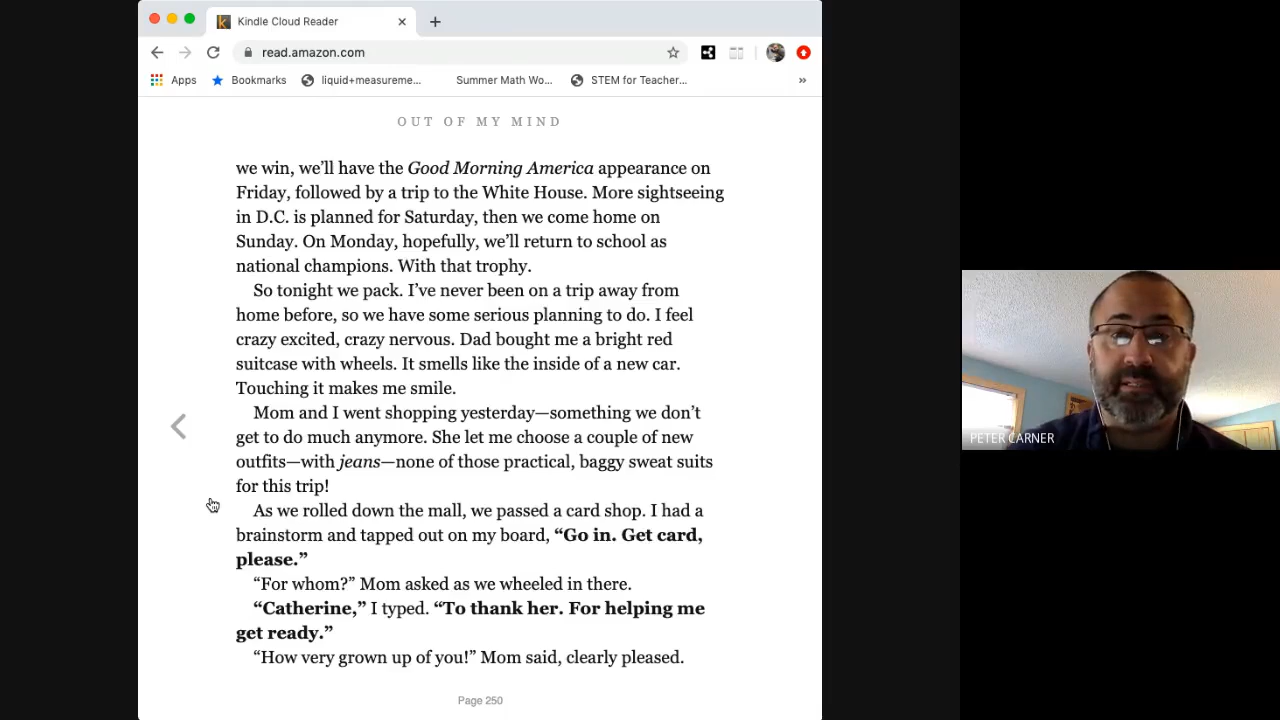 Kindle Cloud Reader
read.amazon.com
Apps
Bookmarks
liquid+measureme...
Summer Math Wo...
STEM for Teacher...
»
OUT OF MY MIND
we win, we’ll have the Good Morning America appearance on
Friday, followed by a trip to the White House. More sightseeing
in D.C. is planned for Saturday, then we come home on
Sunday. On Monday, hopefully, we’ll return to school as
national champions. With that trophy.
So tonight we pack. I’ve never been on a trip away from
home before, so we have some serious planning to do. I feel
crazy excited, crazy nervous. Dad bought me a bright red
suitcase with wheels. It smells like the inside of a new car.
Touching it makes me smile.
Mom and I went shopping yesterday—something we don’t
get to do much anymore. She let me choose a couple of new
outfits—with jeans—none of those practical, baggy sweat suits
for this trip!
As we rolled down the mall, we passed a card shop. I had a
brainstorm and tapped out on my board, “Go in. Get card,
please.”
“For whom?” Mom asked as we wheeled in there.
“Catherine,” I typed. “To thank her. For helping me
get ready.”
“How very grown up of you!” Mom said, clearly pleased.
Page 250
PETER CARNER